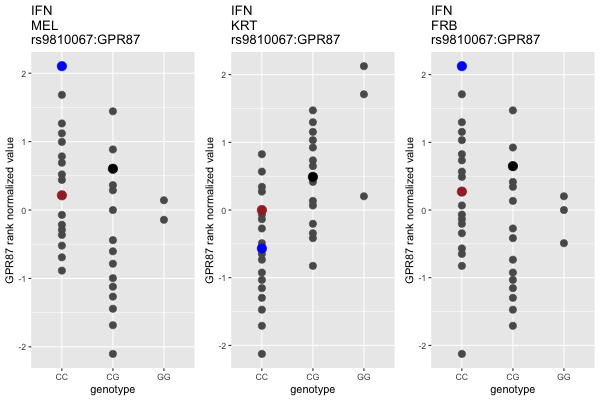 IFN
MEL
rs9810067:GPR87
GPR87 rank normalized value
2
1
0
-1
-2
CC
CG
GG
genotype
IFN
KRT
rs9810067:GPR87
GPR87 rank normalized value
2
1
0
-1
-2
CC
CG
GG
genotype
IFN
FRB
rs9810067:GPR87
GPR87 rank normalized value
2
1
0
-1
-2
CC
CG
GG
genotype